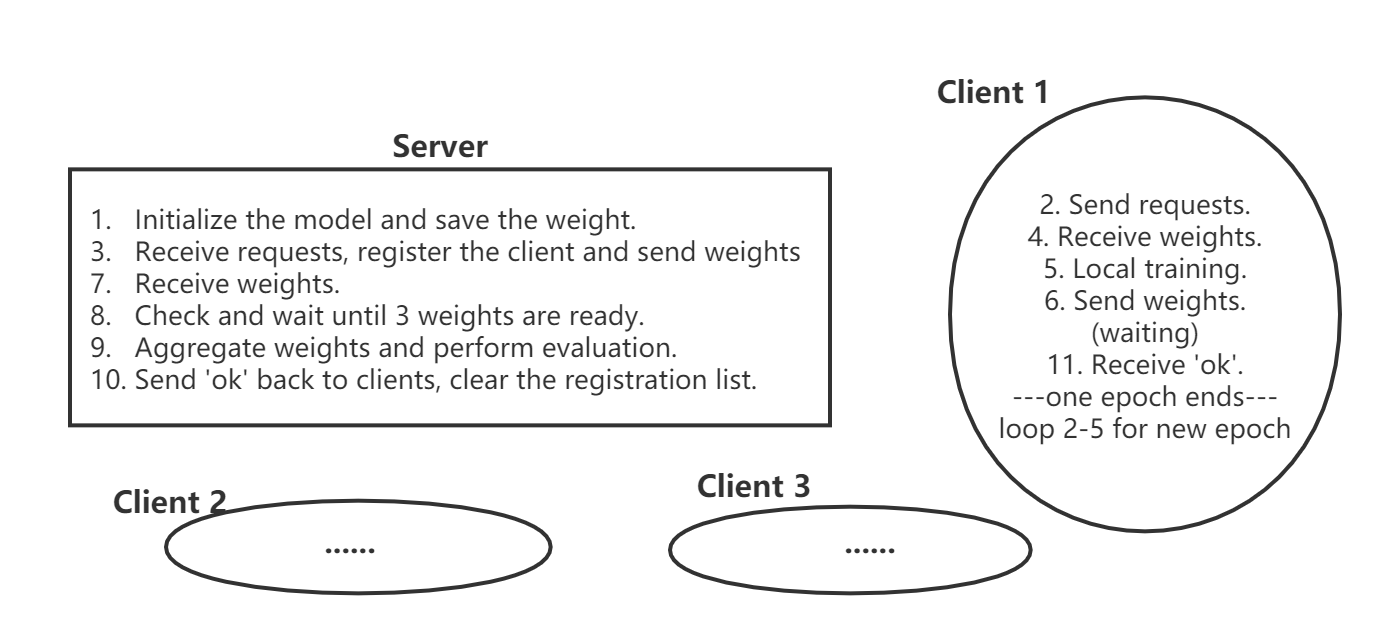 Server
1. Initialize the model and save the weight.
3. Receive requests, register the client and send weights
7. Receive weights.
8. Check and wait until 3 weights are ready.
9. Aggregate weights and perform evaluation.
10. Send 'ok' back to clients, clear the registration list.
Client 1
2. Send requests.
4. Receive weights.
5. Local training.
6. Send weights.
(waiting)
11. Receive 'ok'.
---one epoch ends---
loop 2-5 for new epoch
Client 2
......
Client 3
......